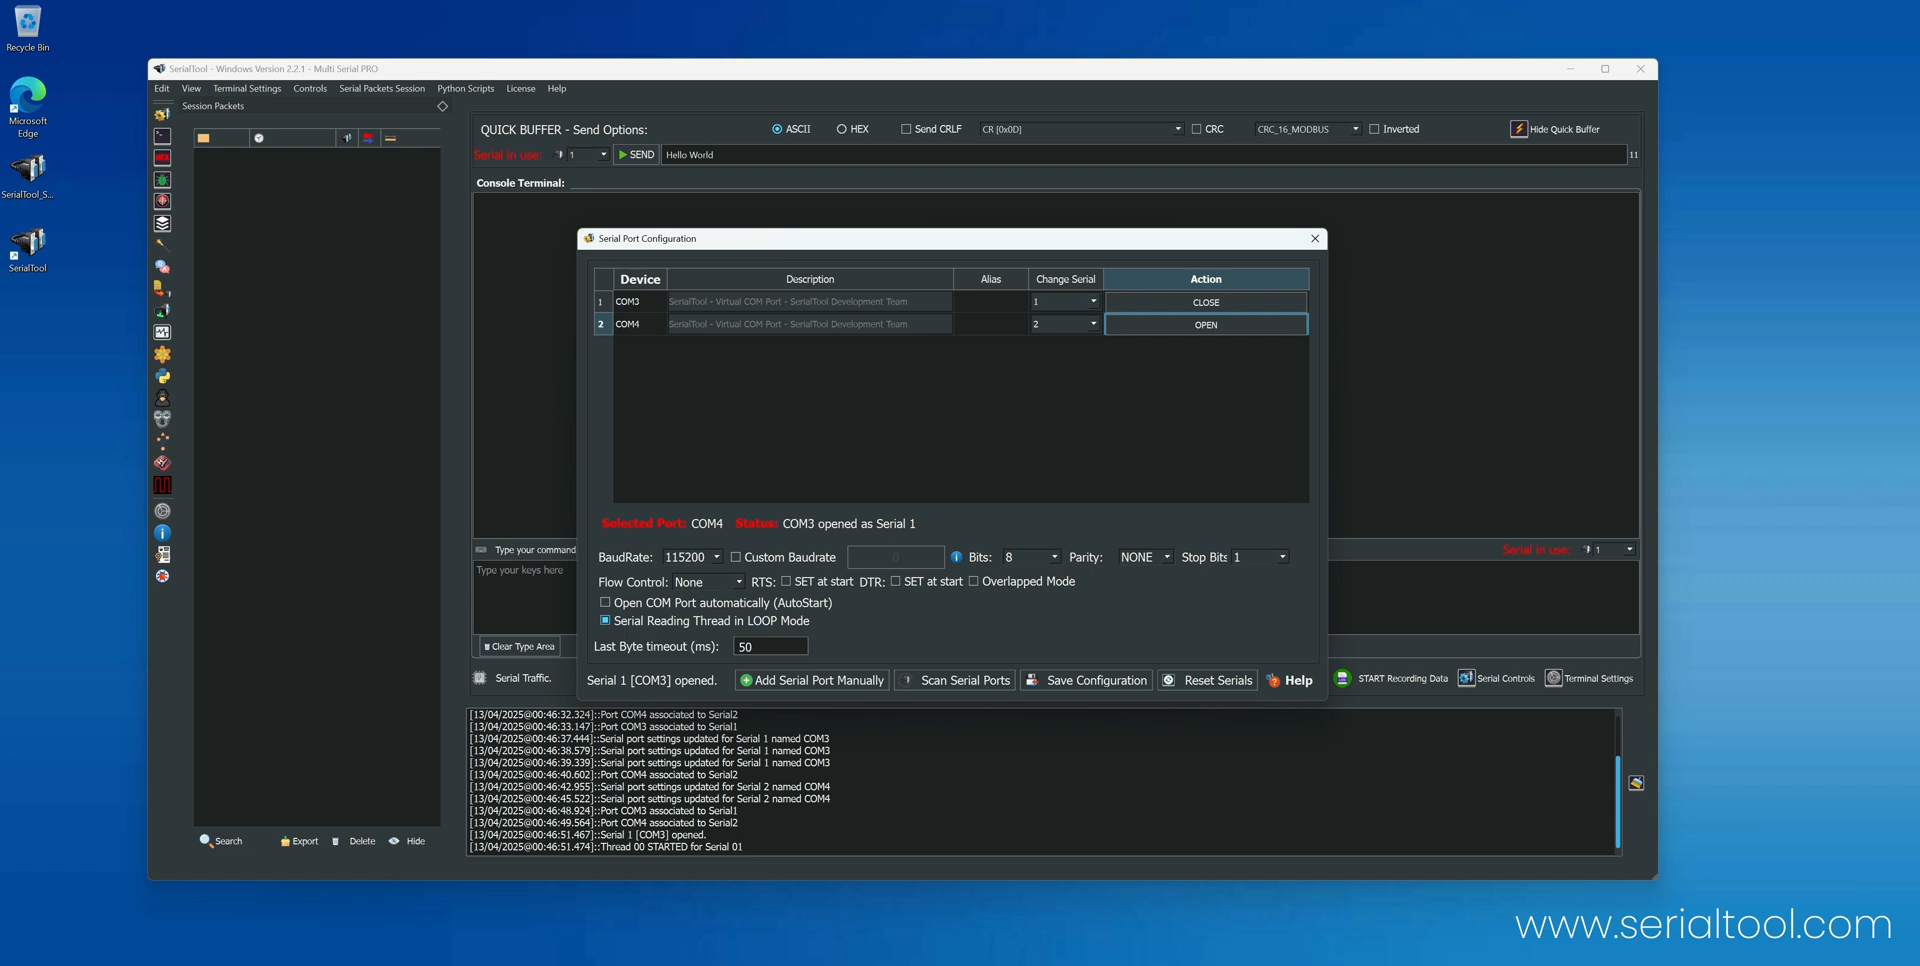 Recycle Bin
Microsoft
Edge
SerialTool_S...
SerialTool
SerialTool - Windows Version 2.2.1 - Multi Serial PRO
Edit View Terminal Settings Controls Serial Packets Session Python Scripts License Help
Session Packets
QUICK BUFFER - Send Options: ASCII HEX Send CRLF CR [0x0D] CRC CRC_16_MODBUS Inverted Hide Quick Buffer
Serial in use: 1 SEND Hello World 11
Console Terminal:
Serial Port Configuration
Device Description Alias Change Serial Action
1 COM3 SerialTool - Virtual COM Port - SerialTool Development Team 1 CLOSE
2 COM4 SerialTool - Virtual COM Port - SerialTool Development Team 2 OPEN
Selected Port: COM4 Status: COM3 opened as Serial 1
BaudRate: 115200 Custom Baudrate 0 Bits: 8 Parity: NONE Stop Bits 1
Flow Control: None RTS: SET at start DTR: SET at start Overlapped Mode
Open COM Port automatically (AutoStart)
Serial Reading Thread in LOOP Mode
Last Byte timeout (ms): 50
Serial 1 [COM3] opened. Add Serial Port Manually Scan Serial Ports Save Configuration Reset Serials Help
Type your command
Serial in use: 1
Type your keys here
Clear Type Area
Serial Traffic.
START Recording Data Serial Controls Terminal Settings
[13/04/2025@00:46:32.324]::Port COM4 associated to Serial2
[13/04/2025@00:46:33.147]::Port COM3 associated to Serial1
[13/04/2025@00:46:37.444]::Serial port settings updated for Serial 1 named COM3
[13/04/2025@00:46:38.579]::Serial port settings updated for Serial 1 named COM3
[13/04/2025@00:46:39.339]::Serial port settings updated for Serial 1 named COM3
[13/04/2025@00:46:40.602]::Port COM4 associated to Serial2
[13/04/2025@00:46:42.955]::Serial port settings updated for Serial 2 named COM4
[13/04/2025@00:46:45.522]::Serial port settings updated for Serial 2 named COM4
[13/04/2025@00:46:48.924]::Port COM3 associated to Serial1
[13/04/2025@00:46:49.564]::Port COM4 associated to Serial2
[13/04/2025@00:46:51.467]::Serial 1 [COM3] opened.
[13/04/2025@00:46:51.474]::Thread 00 STARTED for Serial 01
Search Export Delete Hide
www.serialtool.com